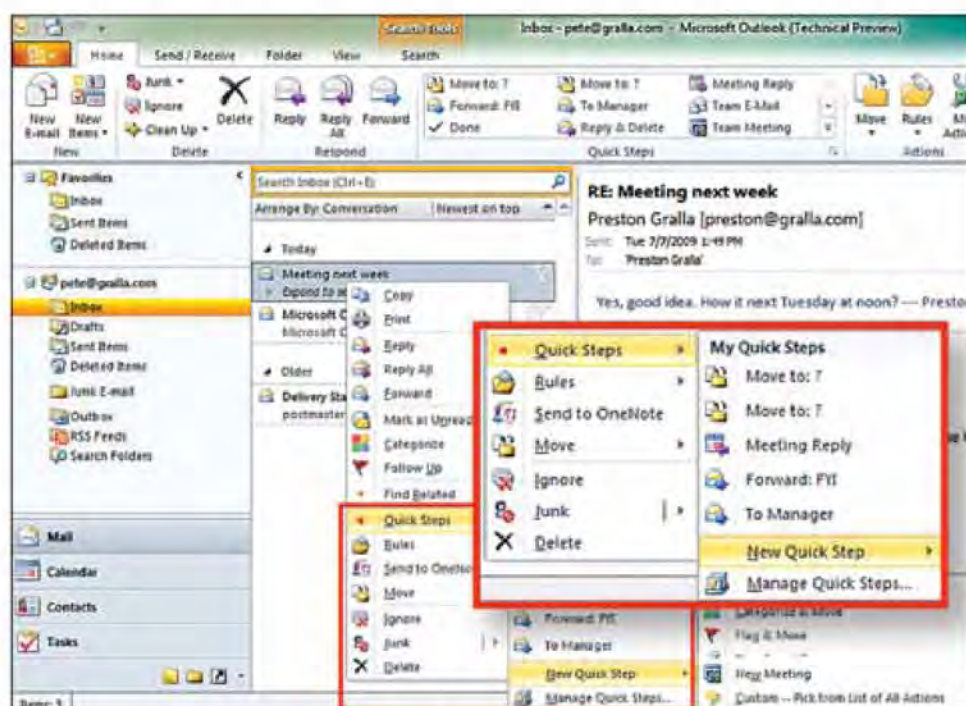 Search Tools
Inbox - pete@gralla.com - Microsoft Outlook (Technical Preview)
Home Send / Receive Folder View Search
New E-mail
New Items
New
Junk
Ignore
Clean Up
Delete
Delete
Reply
Reply All
Forward
Respond
Move to: ?
Forward: FYI
Done
Move to: ?
To Manager
Reply & Delete
Meeting Reply
Team E-Mail
Team Meeting
Quick Steps
Move
Rules
Actions
Favorites
Inbox
Sent Items
Deleted Items
pete@gralla.com
Inbox
Drafts
Sent Items
Deleted Items
Junk E-mail
Outbox
RSS Feeds
Search Folders
Mail
Calendar
Contacts
Tasks
Items: 3
Search Inbox (Ctrl+E)
Arrange By: Conversation Newest on top
Today
Meeting next week
Expand to
Microsoft
Microsoft
Older
Delivery
postmaster
Copy
Print
Reply
Reply All
Forward
Mark as Unread
Categorize
Follow Up
Find Related
Quick Steps
Rules
Send to OneNote
Move
Ignore
Junk
Delete
RE: Meeting next week
Preston Gralla [preston@gralla.com]
Sent: Tue 7/7/2009 1:49 PM
To: 'Preston Gralla'
Yes, good idea. How it next Tuesday at noon? ---
Quick Steps
Rules
Send to OneNote
Move
Ignore
Junk
Delete
My Quick Steps
Move to: ?
Move to: ?
Meeting Reply
Forward: FYI
To Manager
New Quick Step
Manage Quick Steps...
Forward: FYI
To Manager
New Quick Step
Manage Quick Steps...
Categorize & Move
Flag & Move
New Meeting
Custom -- Pick from List of All Actions